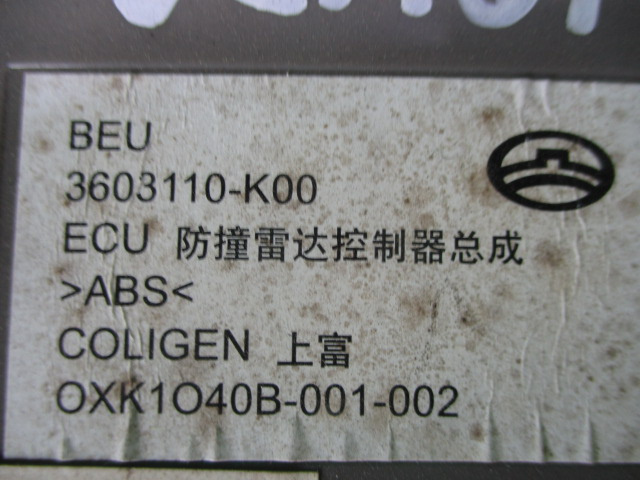 BEU
3603110-K00
ECU 防撞雷达控制器总成
>ABS<
COLIGEN 上富
OXK1O40B-001-002